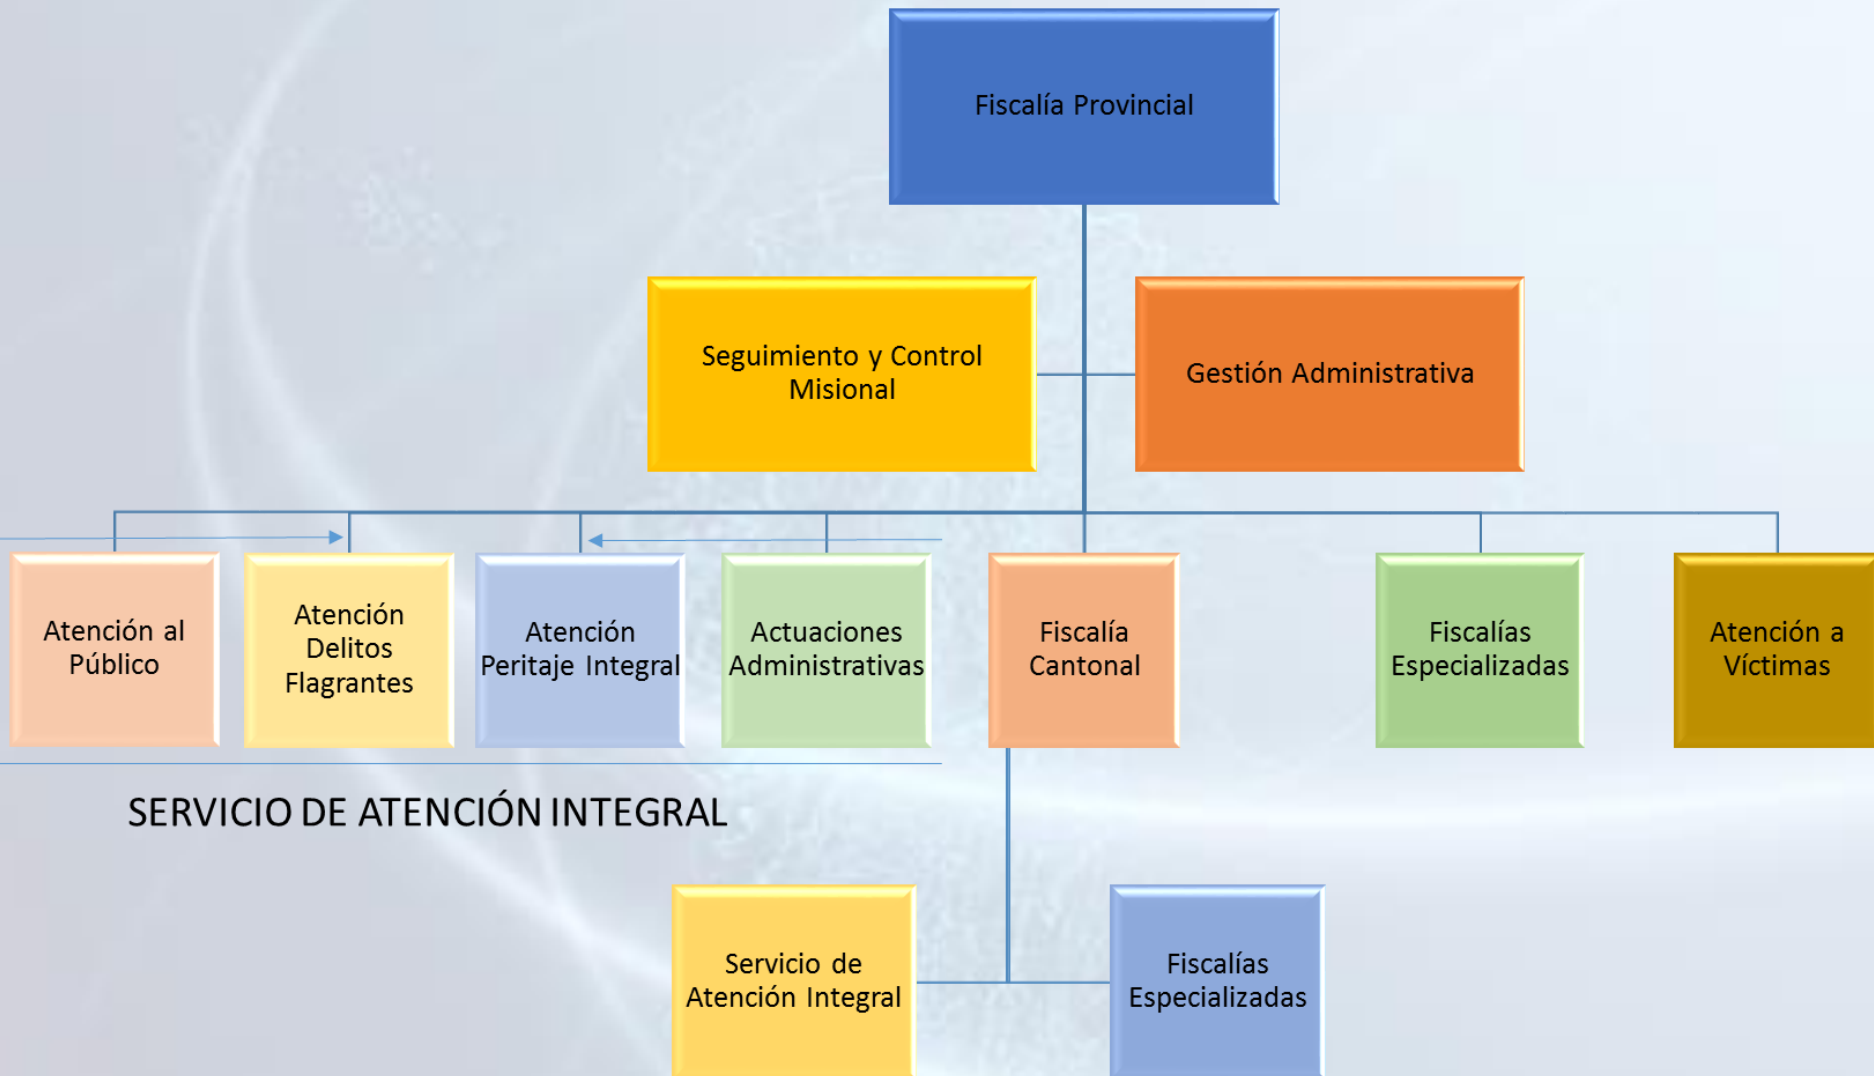 Fiscalía Provincial
Seguimiento y Control
Misional
Gestión Administrativa
Atención al
Público
Atención
Delitos
Flagrantes
Atención
Peritaje Integral
Actuaciones
Administrativas
Fiscalía
Cantonal
Fiscalías
Especializadas
Atención a
Víctimas
SERVICIO DE ATENCIÓN INTEGRAL
Servicio de
Atención Integral
Fiscalías
Especializadas